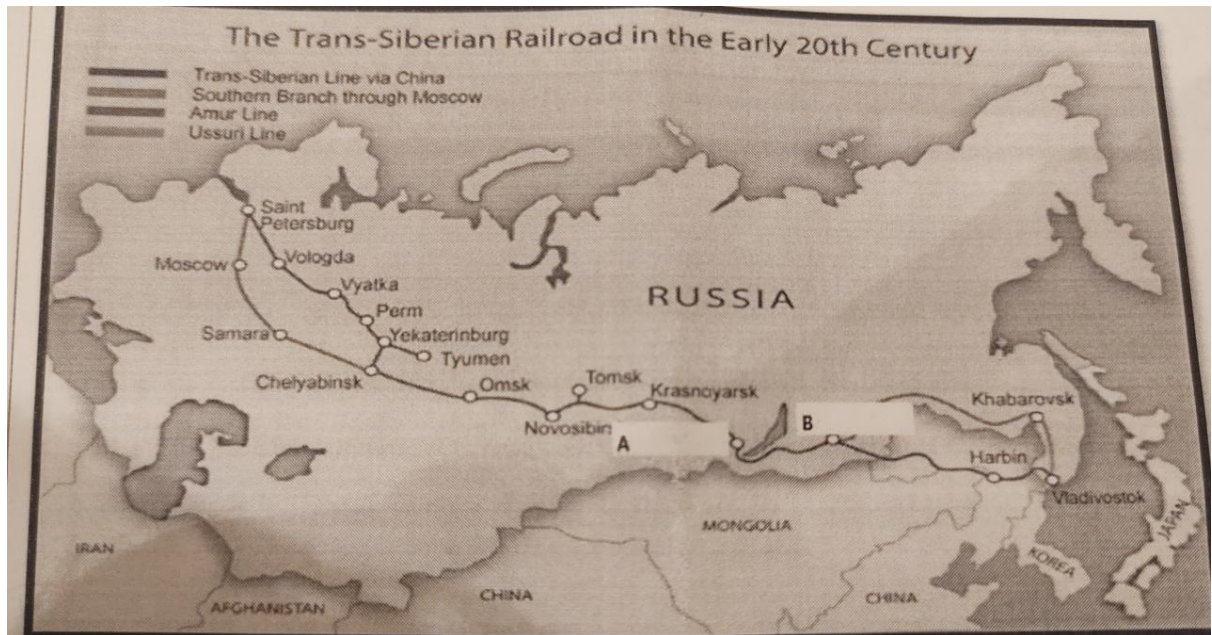 The Trans-Siberian Railroad in the Early 20th Century
Trans-Siberian Line via China
Southern Branch through Moscow
Amur Line
Ussuri Line
Saint
Petersburg
Moscow
Vologda
Vyatka
RUSSIA
Perm
Samara
Yekaterinburg
Tyumen
Chelyabinsk
Omsk
Tomsk
Krasnoyarsk
Khabarovsk
Novosibir
A
B
Harbin
Vladivostok
MONGOLIA
JAPAN
IRAN
KOREA
AFGHANISTAN
CHINA
CHINA